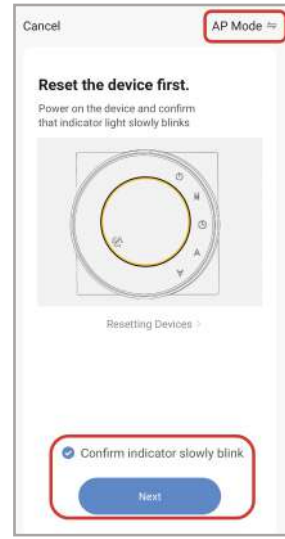 Cancel
AP Mode
Reset the device first.
Power on the device and confirm
that indicator light slowly blinks
Resetting Devices >
Confirm indicator slowly blink
Next